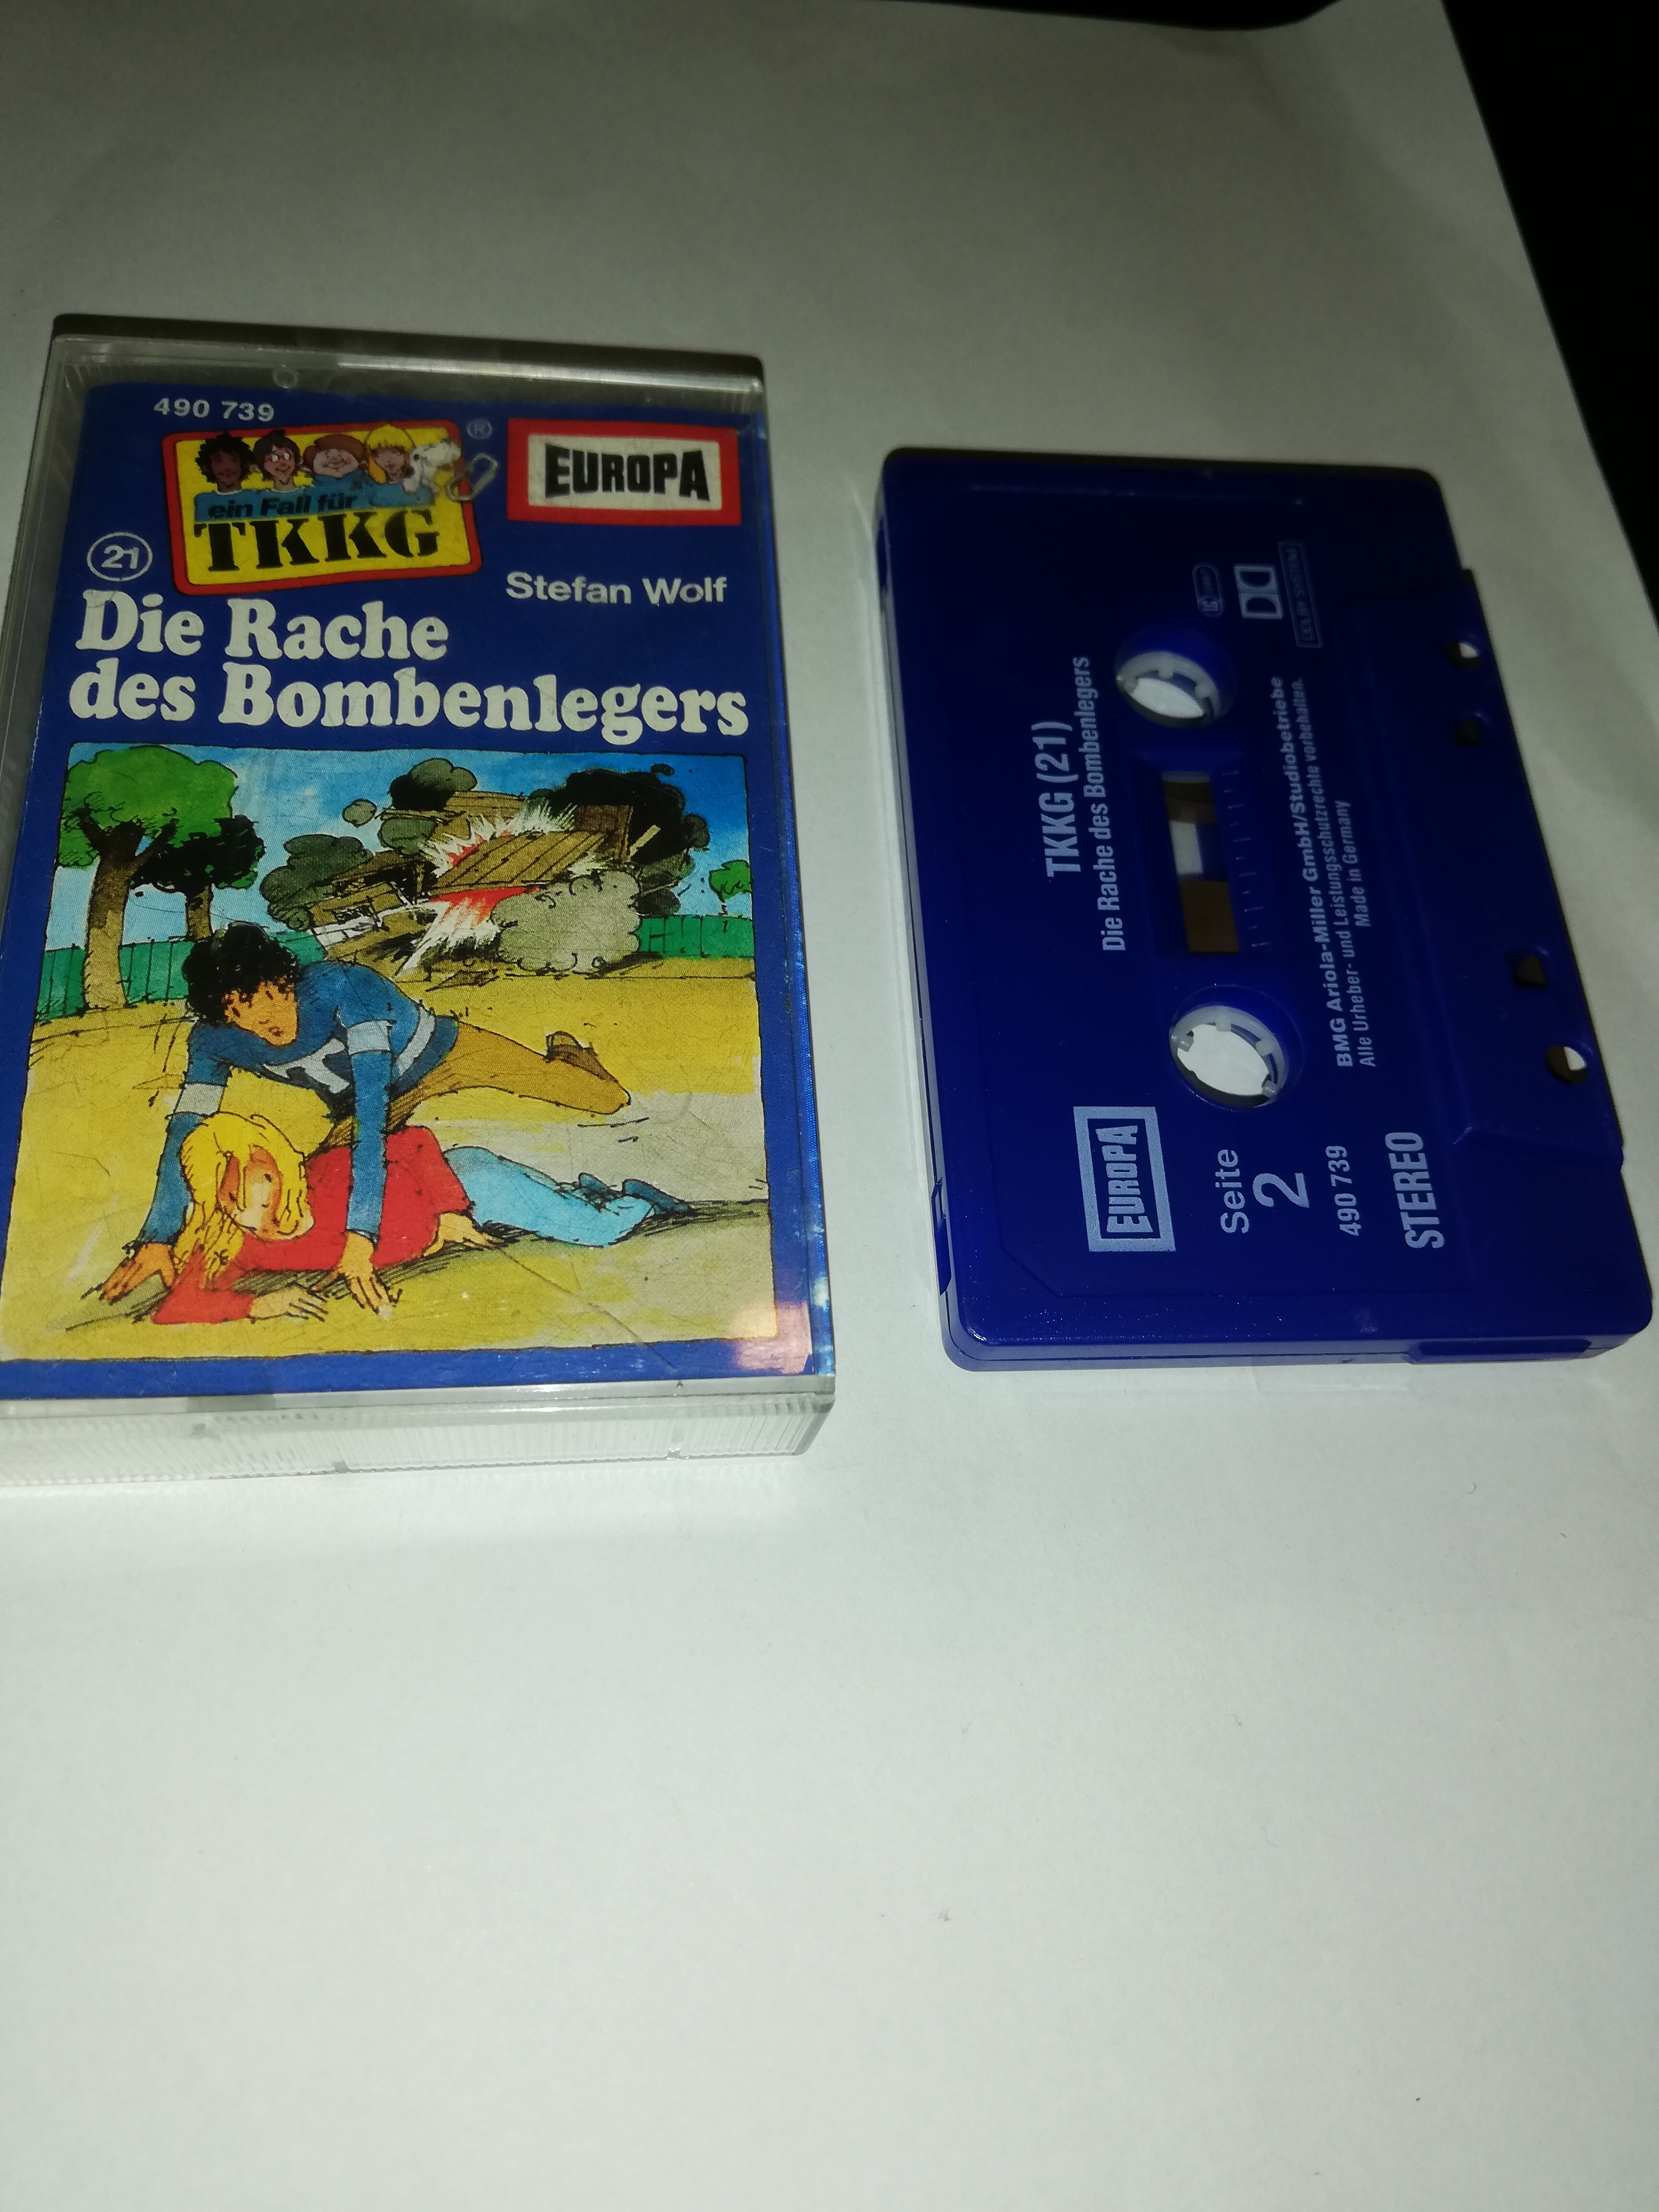 490 739
ein Fall für
TKKG
®
EUROPA
21
Stefan Wolf
Die Rache
des Bombenlegers
T
TKKG (21)
Die Rache des Bombenlegers
DOLBY SYSTEM
BMG Ariola-Miller GmbH/Studiobetriebe
Alle Urheber- und Leistungsschutzrechte vorbehalten.
Made in Germany
EUROPA
Seite
2
490 739
STEREO